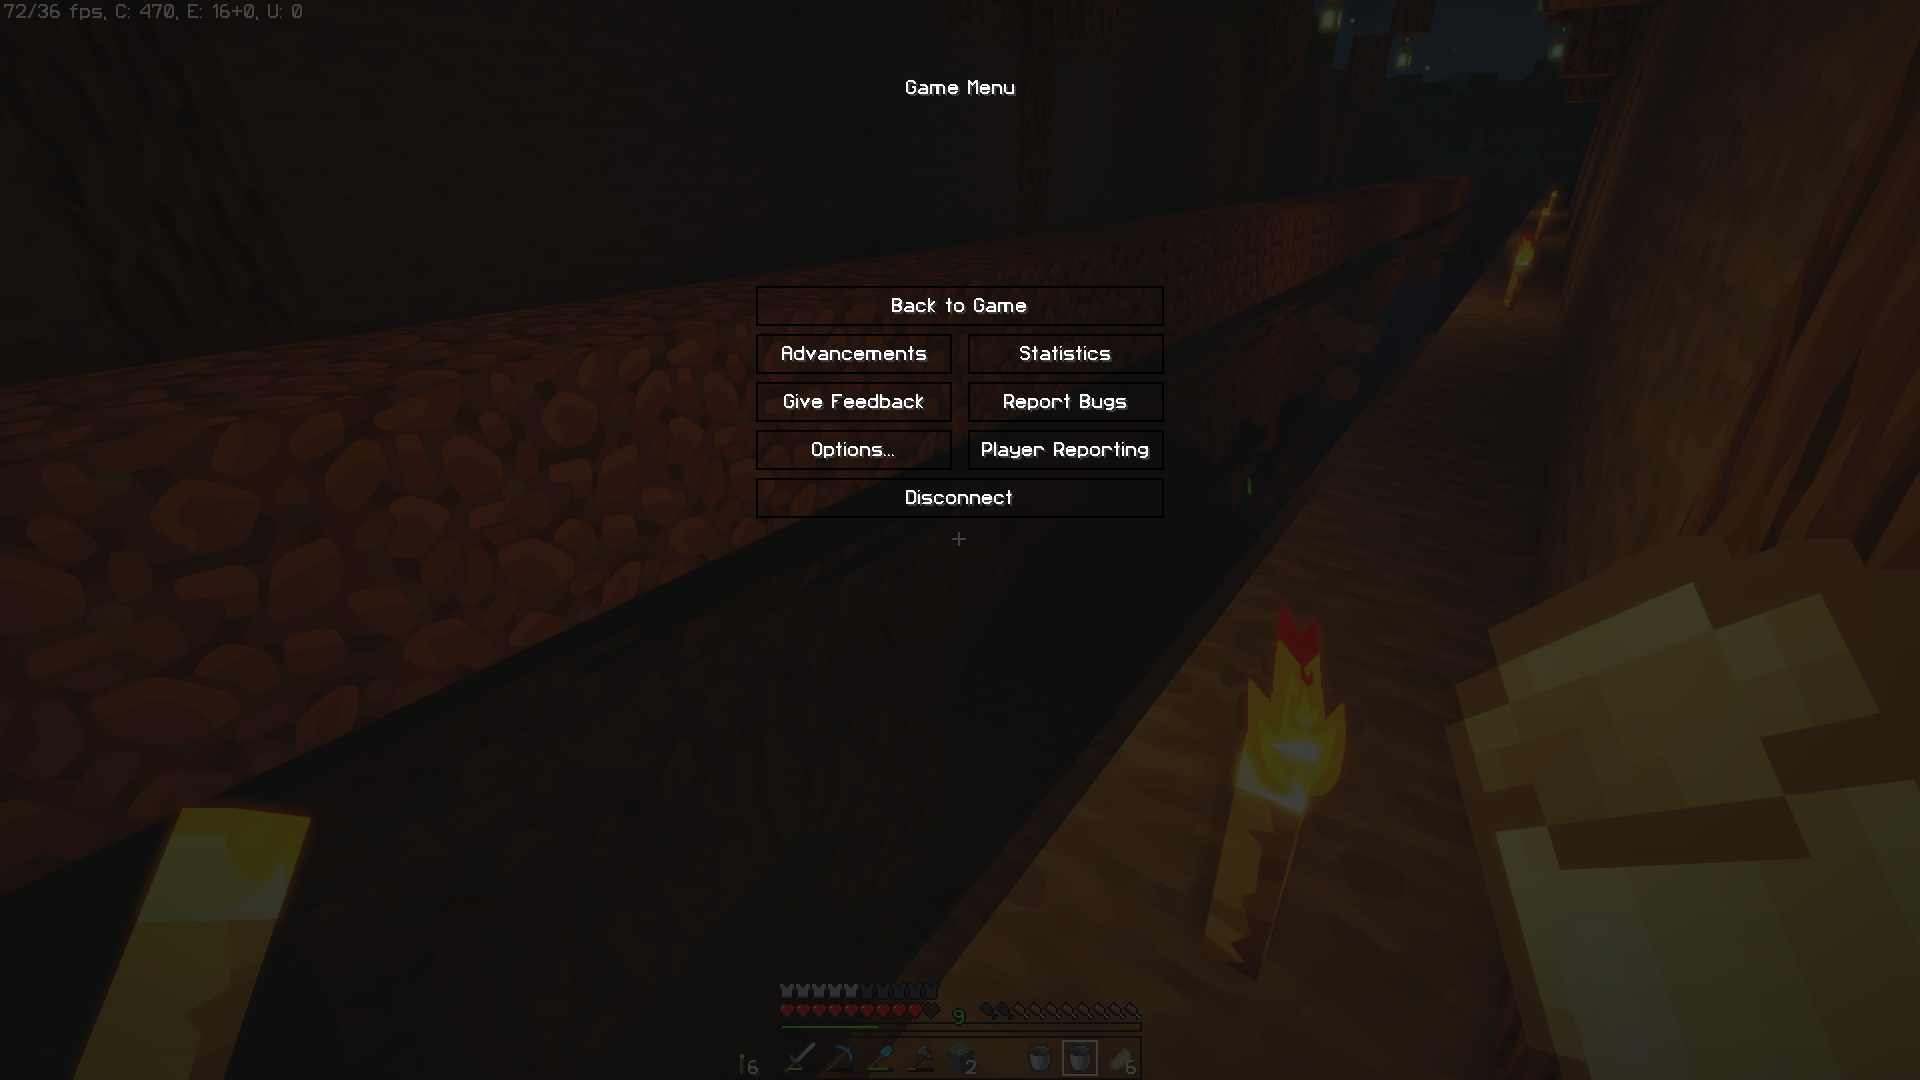 72/36 fps, C: 470, E: 16+0, U: 0
Game Menu
Back to Game
Advancements
Statistics
Give Feedback
Report Bugs
Options...
Player Reporting
Disconnect
9
6
2
6